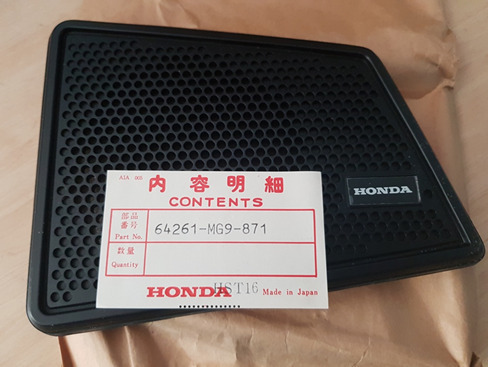 HONDA
A1A 005
内容明細
CONTENTS
部品
番号
Part No.
64261-MG9-871
数量
Quantity
HONDA
HST16
Made in Japan